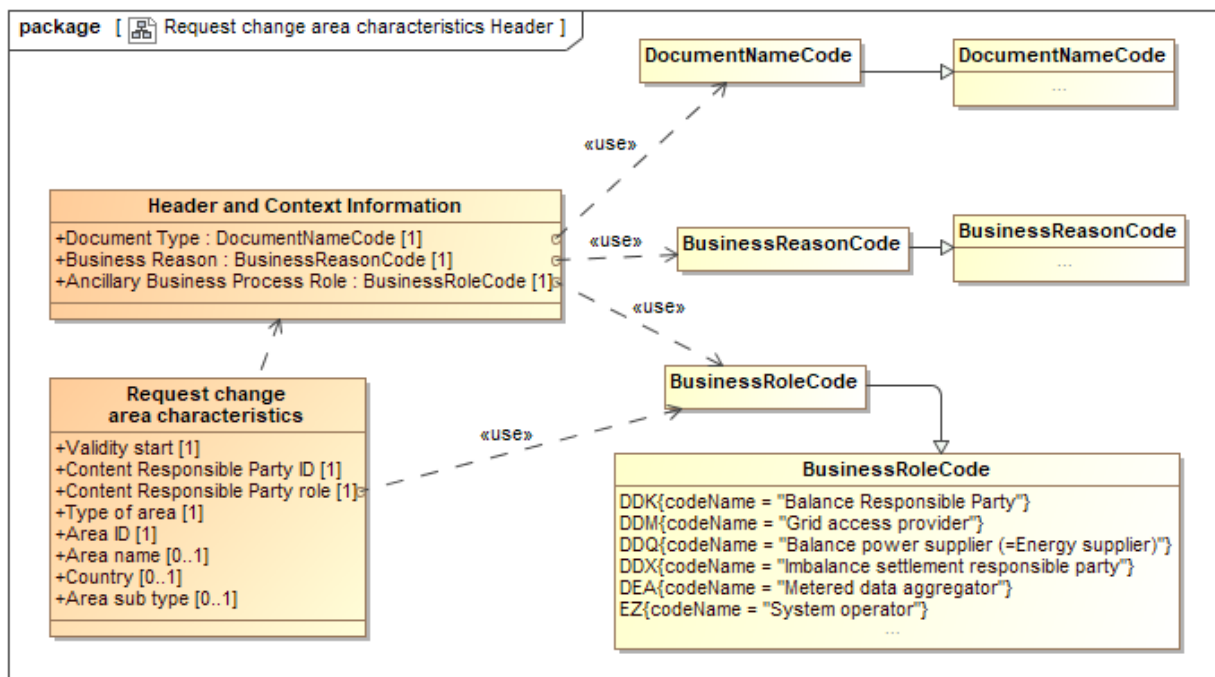 package [ Request change area characteristics Header ]
DocumentNameCode
DocumentNameCode
...
«use»
Header and Context Information
+Document Type : DocumentNameCode [1]
+Business Reason : BusinessReasonCode [1]
+Ancillary Business Process Role : BusinessRoleCode [1]
«use»
BusinessReasonCode
BusinessReasonCode
...
«use»
Request change
area characteristics
+Validity start [1]
+Content Responsible Party ID [1]
+Content Responsible Party role [1]
+Type of area [1]
+Area ID [1]
+Area name [0..1]
+Country [0..1]
+Area sub type [0..1]
«use»
BusinessRoleCode
BusinessRoleCode
DDK{codeName = "Balance Responsible Party"}
DDM{codeName = "Grid access provider"}
DDQ{codeName = "Balance power supplier (=Energy supplier)"}
DDX{codeName = "Imbalance settlement responsible party"}
DEA{codeName = "Metered data aggregator"}
EZ{codeName = "System operator"}
...